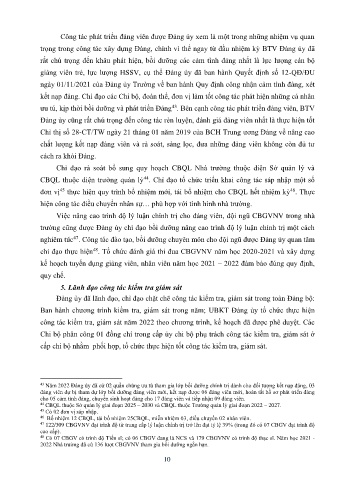 Công tác phát triển đảng viên được Đảng ủy xem là một trong những nhiệm vụ quan
trọng trong công tác xây dựng Đảng, chính vì thế ngay từ đầu nhiệm kỳ BTV Đảng ủy đã
rất chú trọng đến khâu phát hiện, bồi dưỡng các cảm tình đảng nhất là lực lượng cán bộ
giảng viên trẻ, lực lượng HSSV, cụ thể Đảng ủy đã ban hành Quyết định số 12-QĐ/ĐU
ngày 01/11/2021 của Đảng ủy Trường về ban hành Quy định công nhận cảm tình đảng, xét
kết nạp đảng. Chỉ đạo các Chi bộ, đoàn thể, đơn vị làm tốt công tác phát hiện những cá nhân
ưu tú, kịp thời bồi dưỡng và phát triển Đảng43. Bên cạnh công tác phát triển đảng viên, BTV
Đảng ủy cũng rất chú trọng đến công tác rèn luyện, đánh giá đảng viên nhất là thực hiện tốt
Chỉ thị số 28-CT/TW ngày 21 tháng 01 năm 2019 của BCH Trung ương Đảng về nâng cao
chất lượng kết nạp đảng viên và rà soát, sàng lọc, đưa những đảng viên không còn đủ tư
cách ra khỏi Đảng.
Chỉ đạo rà soát bổ sung quy hoạch CBQL Nhà trường thuộc diện Sở quản lý và
CBQL thuộc diện trường quản lý44. Chỉ đạo tổ chức triển khai công tác sáp nhập một số
đơn vị45 thực hiện quy trình bổ nhiệm mới, tái bổ nhiệm cho CBQL hết nhiệm kỳ46. Thực
hiện công tác điều chuyển nhân sự… phù hợp với tình hình nhà trường.
Việc nâng cao trình độ lý luận chính trị cho đảng viên, đội ngũ CBGVNV trong nhà
trường cũng được Đảng ủy chỉ đạo bồi dưỡng nâng cao trình độ lý luận chính trị một cách
nghiêm túc47. Công tác đào tạo, bồi dưỡng chuyên môn cho đội ngũ được Đảng ủy quan tâm
chỉ đạo thực hiện48. Tổ chức đánh giá thi đua CBGVNV năm học 2020-2021 và xây dựng
kế hoạch tuyển dụng giảng viên, nhân viên năm học 2021 – 2022 đảm bảo đúng quy định,
quy chế.
5. Lãnh đạo công tác kiểm tra giám sát
Đảng ủy đã lãnh đạo, chỉ đạo chặt chẽ công tác kiểm tra, giám sát trong toàn Đảng bộ:
Ban hành chương trình kiểm tra, giám sát trong năm; UBKT Đảng ủy tổ chức thực hiện
công tác kiểm tra, giám sát năm 2022 theo chương trình, kế hoạch đã được phê duyệt. Các
Chi bộ phân công 01 đồng chí trong cấp ủy chi bộ phụ trách công tác kiểm tra, giám sát ở
cấp chi bộ nhằm phối hợp, tổ chức thực hiện tốt công tác kiểm tra, giám sát.
43 Năm 2022 Đảng ủy đã cử 02 quần chúng ưu tú tham gia lớp bồi dưỡng chính trị dành cho đối tượng kết nạp đảng, 03
đảng viên dự bị tham dự lớp bồi dưỡng đảng viên mới, kết nạp được 06 đảng viên mới, hoàn tất hồ sơ phát triển đảng
cho 03 cảm tình đảng, chuyển sinh hoạt đảng cho 17 đảng viên và tiếp nhận 09 đảng viên.
44 CBQL thuộc Sở quản lý giai đoạn 2025 – 2030 và CBQL thuộc Trường quản lý giai đoạn 2022 – 2027.
45 Có 02 đơn vị sáp nhập.
46 Bổ nhiệm 12 CBQL, tái bổ nhiệm 25CBQL, miễn nhiệm 03, điều chuyển 02 nhân viên.
47 122/309 CBGVNV đạt trình độ từ trung cấp lý luận chính trị trở lên đạt tỷ lệ 39% (trong đó có 07 CBGV đạt trình độ
cao cấp).
48 Có 07 CBGV có trình độ Tiến sĩ; có 06 CBGV đang là NCS và 179 CBGVNV có trình độ thạc sĩ. Năm học 2021 -
2022 Nhà trường đã có 136 lượt CBGVNV tham gia bồi dưỡng ngắn hạn.
10